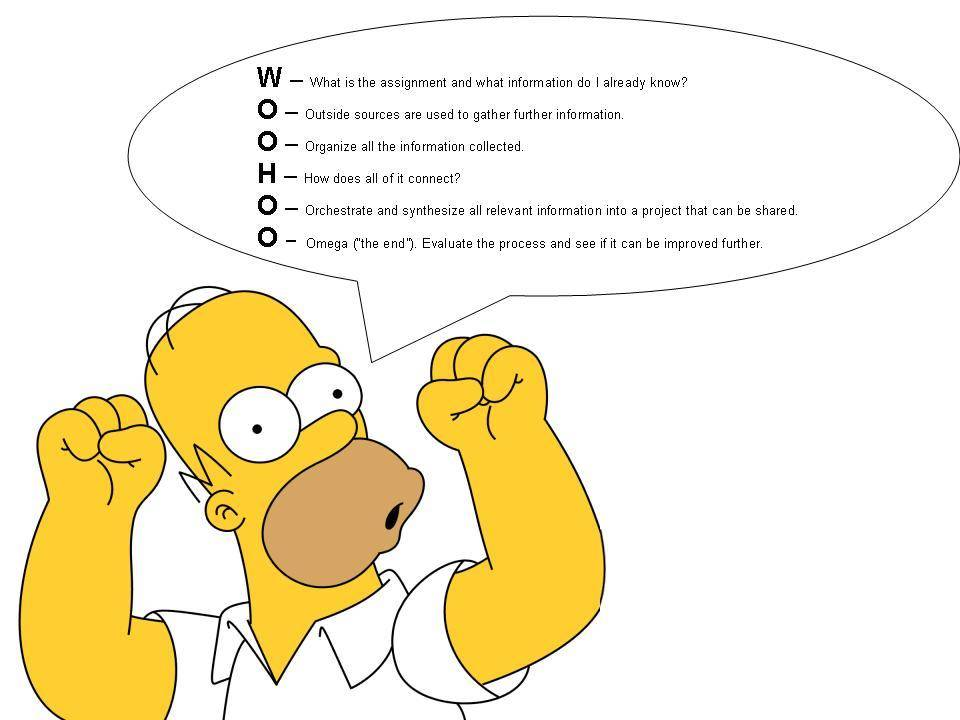 W – What is the assignment and what information do I already know?
O – Outside sources are used to gather further information.
O – Organize all the information collected.
H – How does all of it connect?
O – Orchestrate and synthesize all relevant information into a project that can be shared.
O – Omega ("the end"). Evaluate the process and see if it can be improved further.